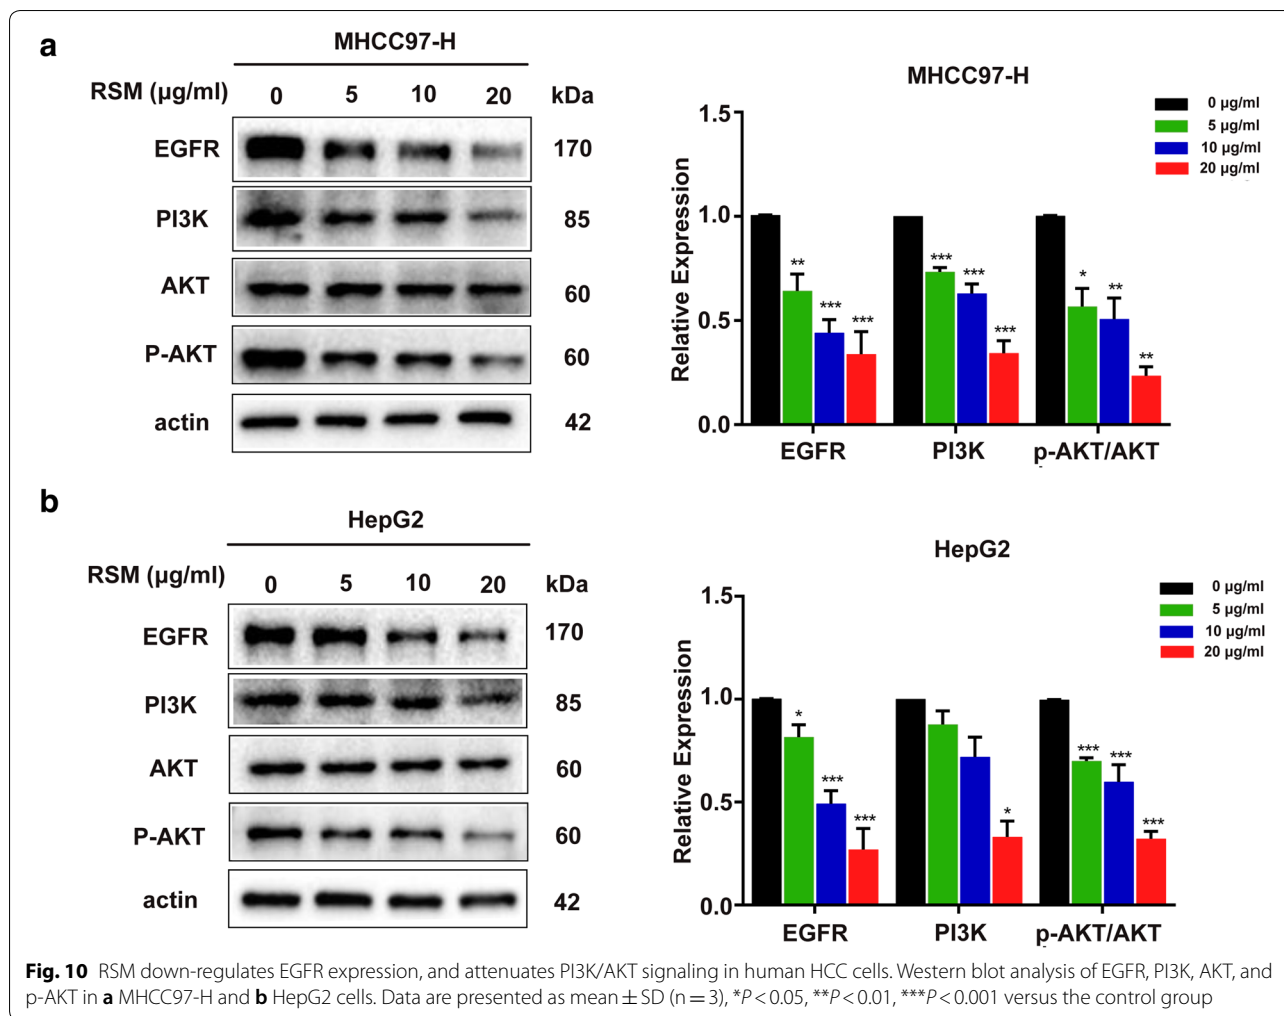 a
MHCC97-H
RSM (µg/ml) 0 5 10 20 kDa
EGFR 170
PI3K 85
AKT 60
P-AKT 60
actin 42
MHCC97-H
0 µg/ml
5 µg/ml
10 µg/ml
20 µg/ml
Relative Expression
1.5
1.0
0.5
0.0
** *** ***
*** *** ***
* ** **
EGFR PI3K p-AKT/AKT
b
HepG2
RSM (µg/ml) 0 5 10 20 kDa
EGFR 170
PI3K 85
AKT 60
P-AKT 60
actin 42
HepG2
0 µg/ml
5 µg/ml
10 µg/ml
20 µg/ml
Relative Expression
1.5
1.0
0.5
0.0
* *** ***
*
*** *** ***
EGFR PI3K p-AKT/AKT
Fig. 10 RSM down-regulates EGFR expression, and attenuates PI3K/AKT signaling in human HCC cells. Western blot analysis of EGFR, PI3K, AKT, and
p-AKT in a MHCC97-H and b HepG2 cells. Data are presented as mean ± SD (n = 3), *P < 0.05, **P < 0.01, ***P < 0.001 versus the control group